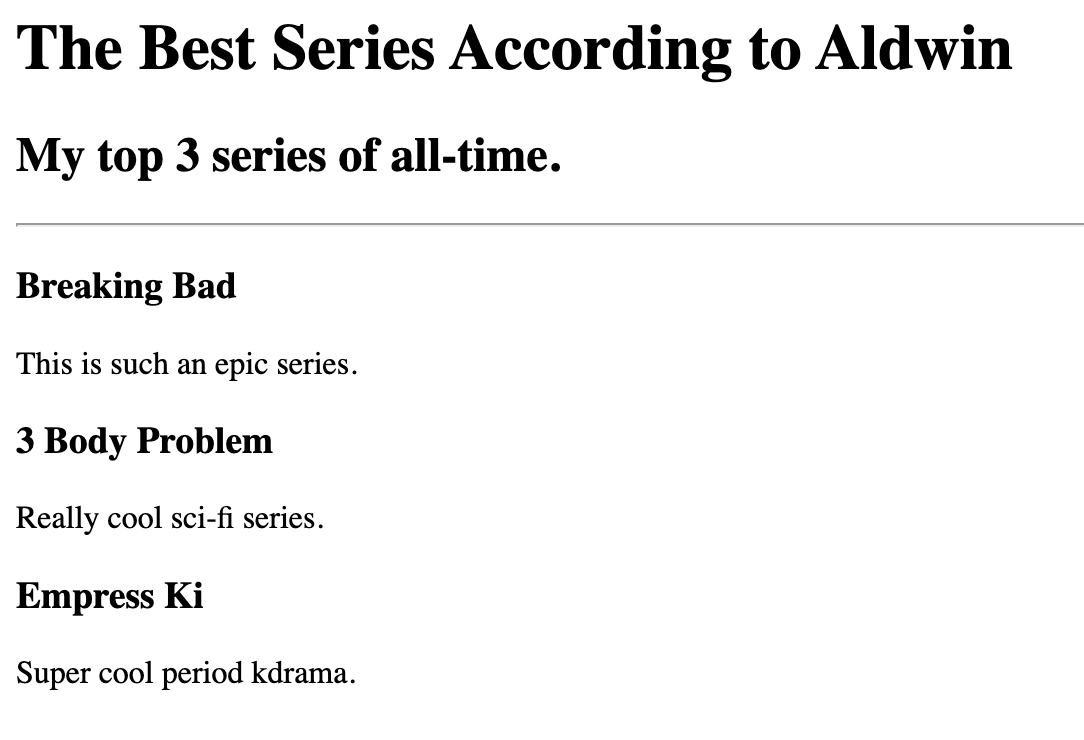 The Best Series According to Aldwin
My top 3 series of all-time.
Breaking Bad
This is such an epic series.
3 Body Problem
Really cool sci-fi series.
Empress Ki
Super cool period kdrama.